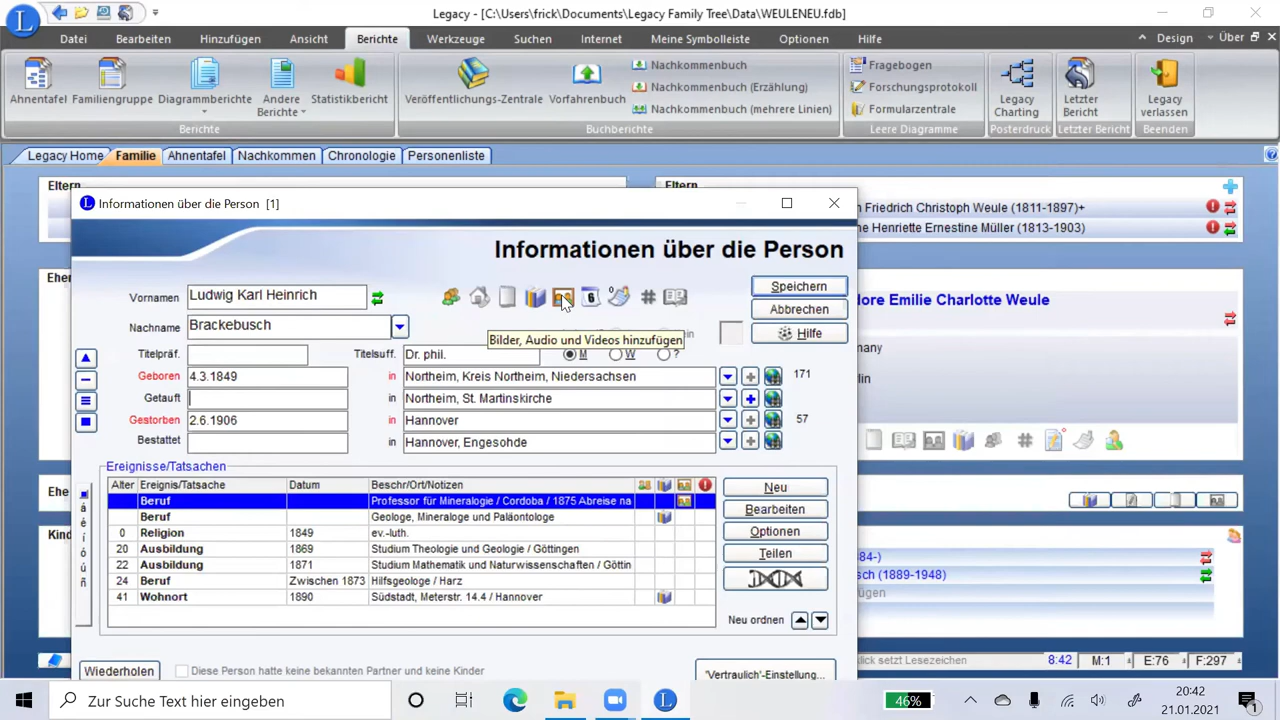 Legacy - [C:\Users\frick\Documents\Legacy Family Tree\Data\WEULENEU.fdb]
Datei Bearbeiten Hinzufügen Ansicht Berichte Werkzeuge Suchen Internet Meine Symbolleiste Optionen Hilfe Design Über
Ahnentafel Familiengruppe Diagrammberichte Andere Berichte Statistikbericht
Veröffentlichungs-Zentrale Vorfahrenbuch
Nachkommenbuch
Nachkommenbuch (Erzählung)
Nachkommenbuch (mehrere Linien)
Fragebogen
Forschungsprotokoll
Formularzentrale
Legacy Charting
Letzter Bericht
Legacy verlassen
Berichte Buchberichte Leere Diagramme Posterdruck Letzter Bericht Beenden
Legacy Home Familie Ahnentafel Nachkommen Chronologie Personenliste
Eltern Eltern
Friedrich Christoph Weule (1811-1897)+
Henriette Ernestine Müller (1813-1903)
Informationen über die Person [1]
Informationen über die Person
Vornamen Ludwig Karl Heinrich
Speichern
Abbrechen
Hilfe
Nachname Brackebusch
Bilder, Audio und Videos hinzufügen
Titelpräf. Titelsuff. Dr. phil. M W ?
Geboren 4.3.1849 in Northeim, Kreis Northeim, Niedersachsen 171
Getauft in Northeim, St. Martinskirche
Gestorben 2.6.1906 in Hannover 57
Bestattet in Hannover, Engesohde
Emilie Charlotte Weule
Ereignisse/Tatsachen
Alter Ereignis/Tatsache Datum Beschr/Ort/Notizen
Beruf Professor für Mineralogie / Cordoba / 1875 Abreise na
Beruf Geologe, Mineraloge und Paläontologe
0 Religion 1849 ev.-luth.
20 Ausbildung 1869 Studium Theologie und Geologie / Göttingen
22 Ausbildung 1871 Studium Mathematik und Naturwissenschaften / Göttin
24 Beruf Zwischen 1873 Hilfsgeologe / Harz
41 Wohnort 1890 Südstadt, Meterstr. 14.4 / Hannover
Neu
Bearbeiten
Optionen
Teilen
Neu ordnen
á é í ó ú ñ
Wiederholen Diese Person hatte keine bekannten Partner und keine Kinder 'Vertraulich'-Einstellung...
84-)
(1889-1948)
8:42 M:1 E:76 F:297
Zur Suche Text hier eingeben
46%
20:42
21.01.2021
1